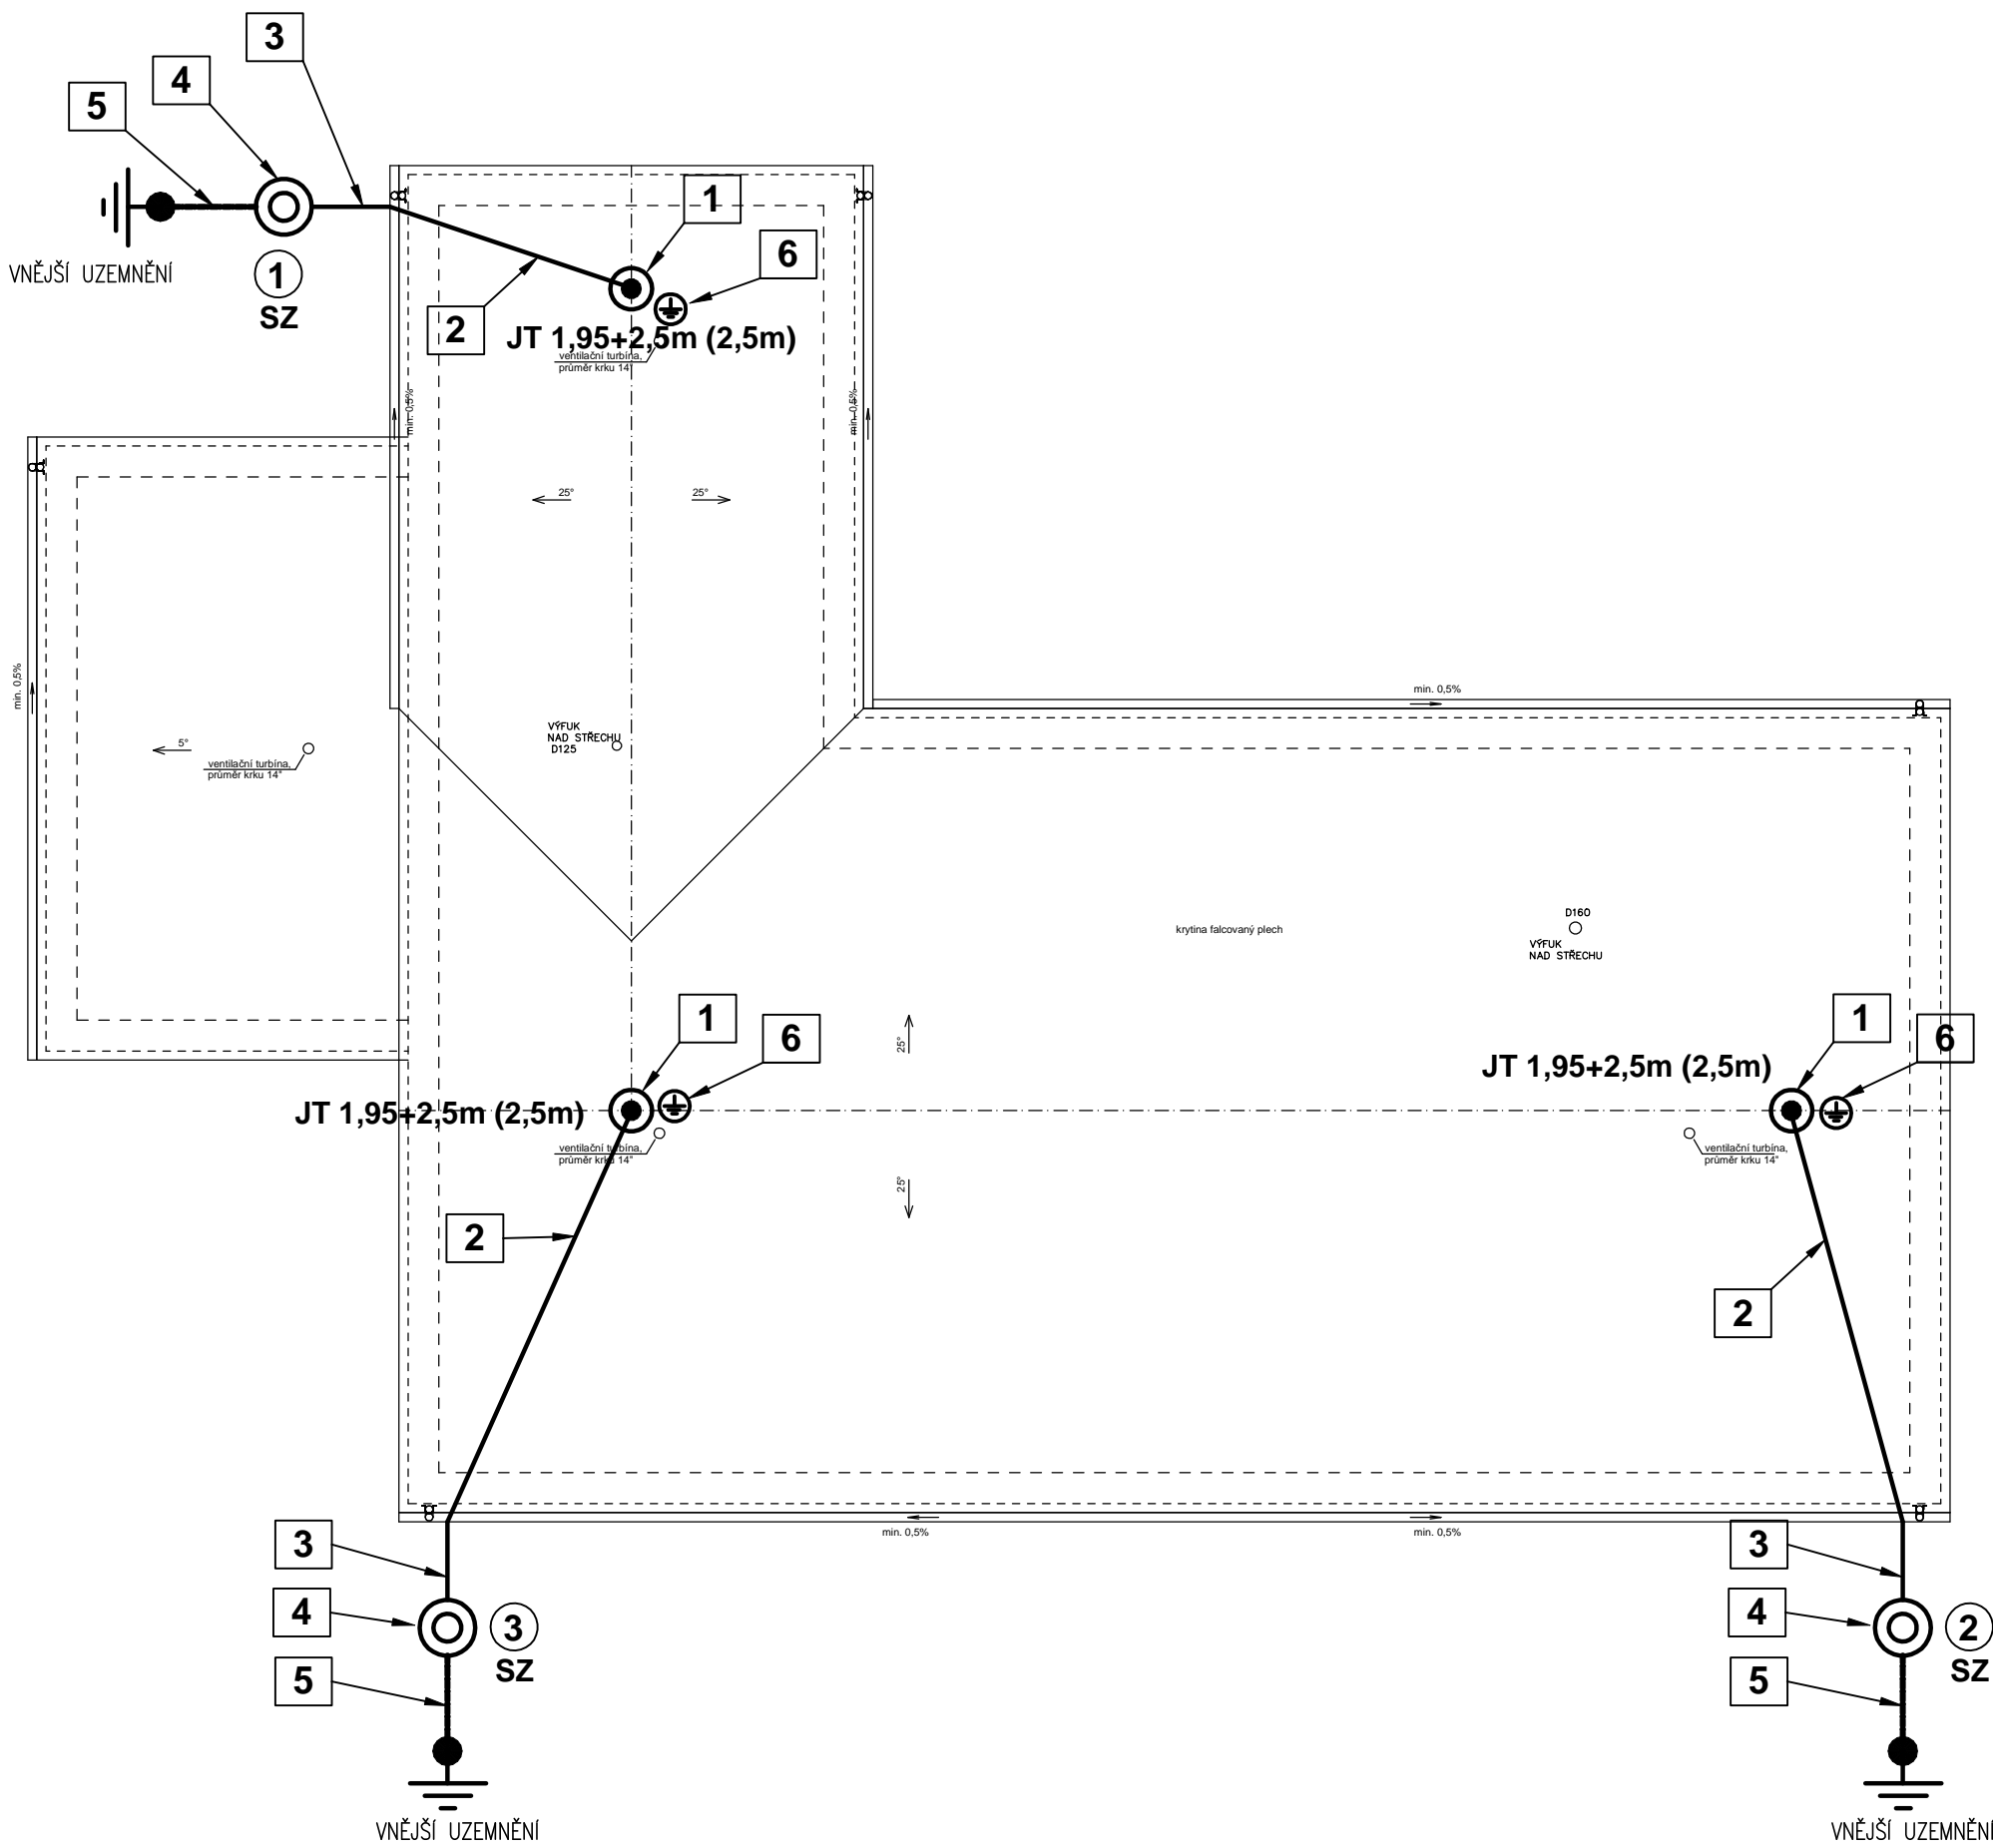 3
4
5
1
6
VNĚJŠÍ UZEMNĚNÍ
1
SZ
2
JT 1,95+2,5m (2,5m)
ventilační turbína,
průměr krku 14"
min. 0,5%
min. 0,5%
25°
25°
min. 0,5%
min. 0,5%
5°
ventilační turbína,
průměr krku 14"
VÝFUK
NAD STŘECHU
D125
D160
VÝFUK
NAD STŘECHU
krytina falcovaný plech
1
6
25°
JT 1,95+2,5m (2,5m)
1
6
JT 1,95+2,5m (2,5m)
ventilační turbína,
průměr krku 14"
ventilační turbína,
průměr krku 14"
25°
2
2
min. 0,5%
min. 0,5%
3
4
3
SZ
5
VNĚJŠÍ UZEMNĚNÍ
3
4
2
SZ
5
VNĚJŠÍ UZEMNĚNÍ